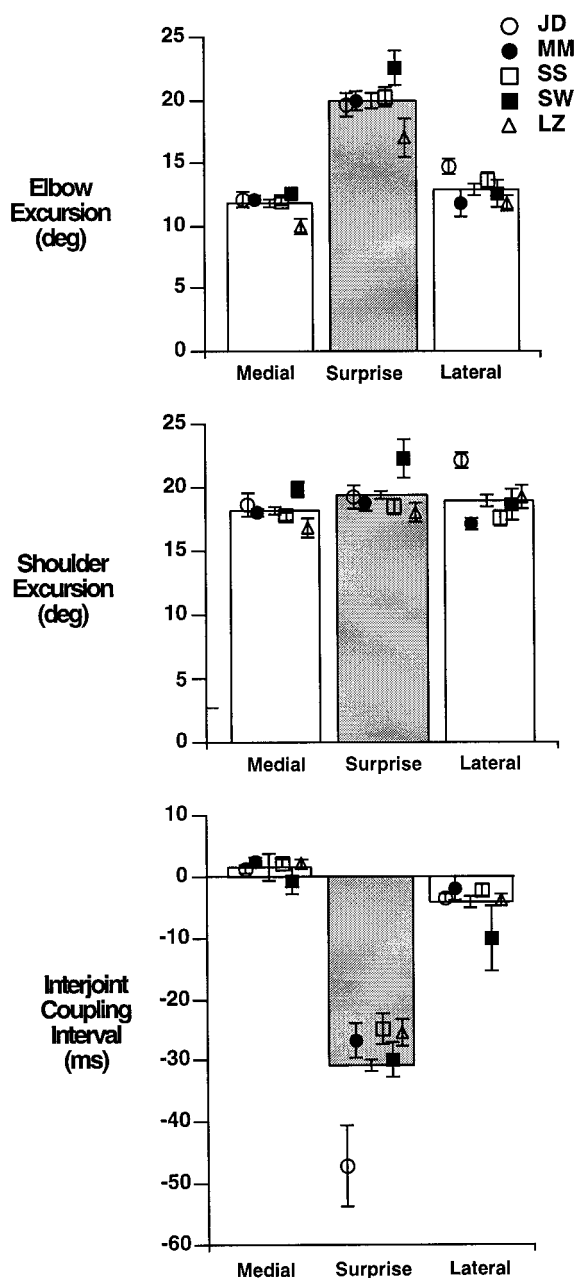 JD
MM
SS
SW
LZ
Elbow
Excursion
(deg)
25
20
15
10
5
0
Medial Surprise Lateral
Shoulder
Excursion
(deg)
25
20
15
10
5
0
Medial Surprise Lateral
Interjoint
Coupling
Interval
(ms)
10
0
-10
-20
-30
-40
-50
-60
Medial Surprise Lateral